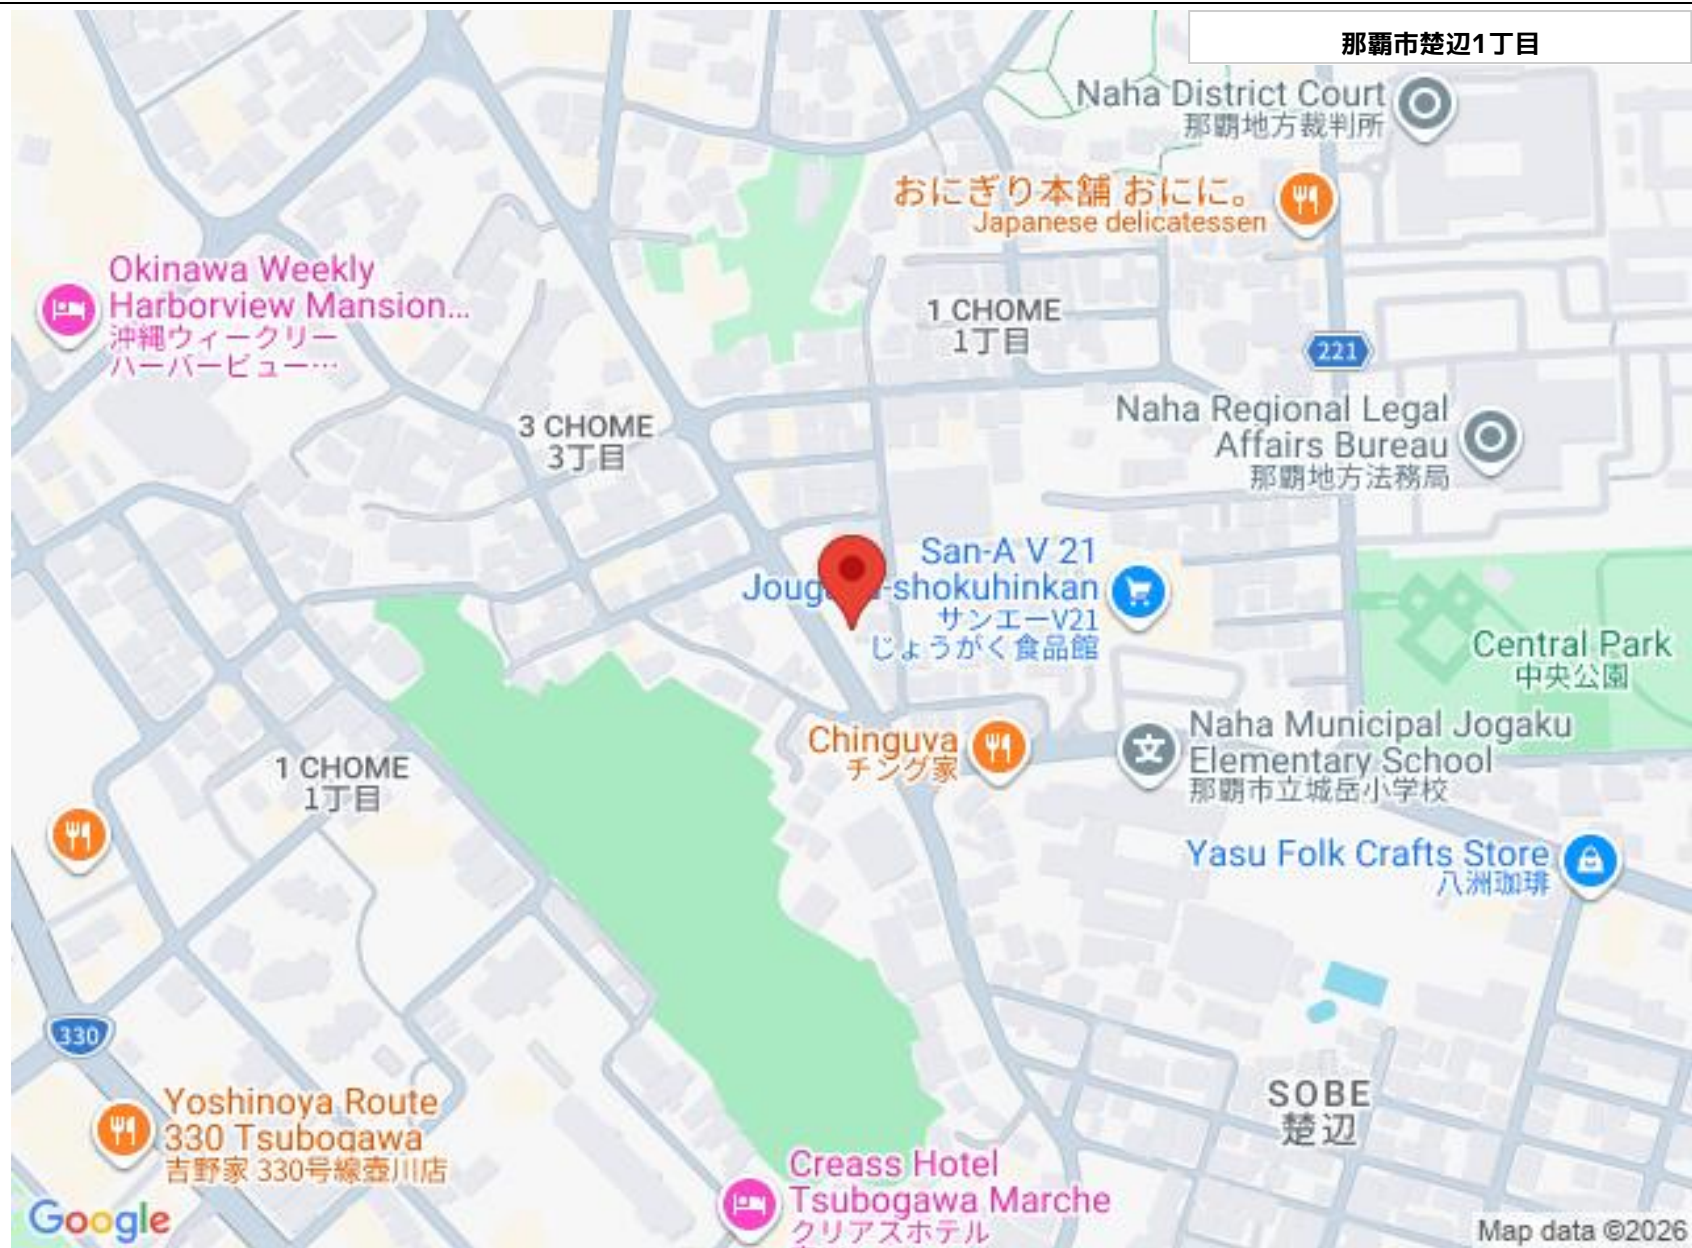 那覇市楚辺1丁目
Naha District Court
那覇地方裁判所
おにぎり本舗 おにに。
Japanese delicatessen
Okinawa Weekly
Harborview Mansion...
沖縄ウィークリー
ハーバービュー…
1 CHOME
1丁目
221
3 CHOME
3丁目
Naha Regional Legal
Affairs Bureau
那覇地方法務局
San-A V 21
-shokuhinkan
サンエーV21
じょうがく食品館
Central Park
中央公園
Chinguva
チング家
Naha Municipal Jogaku
Elementary School
那覇市立城岳小学校
1 CHOME
1丁目
Yasu Folk Crafts Store
八洲珈琲
330
Yoshinoya Route
330 Tsubogawa
吉野家 330号線壺川店
SOBE
楚辺
Creass Hotel
Tsubogawa Marche
クリアスホテル
Google
Map data ©2026